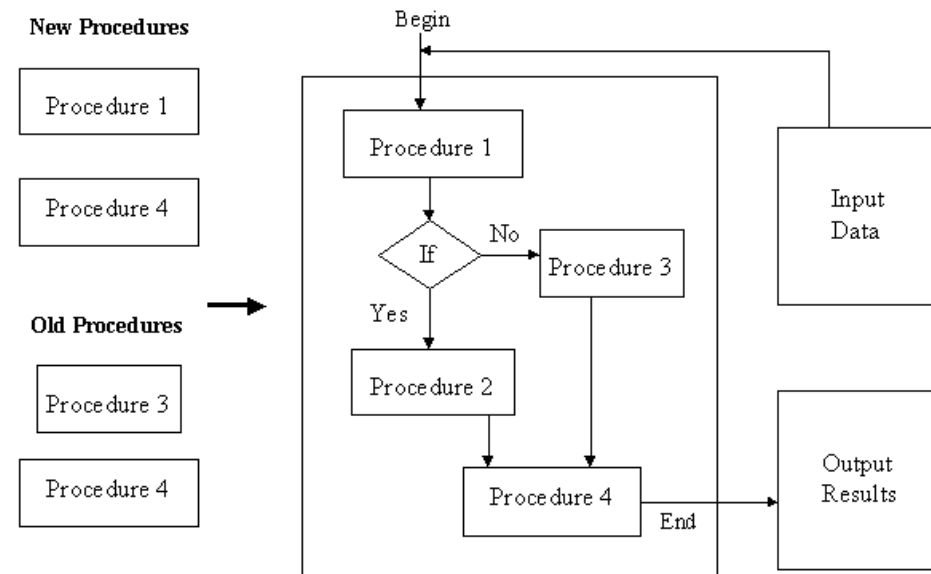 New Procedures
Procedure 1
Procedure 4
Old Procedures
Procedure 3
Procedure 4
Begin
Procedure 1
If
No
Procedure 3
Yes
Procedure 2
Procedure 4
End
Input
Data
Output
Results